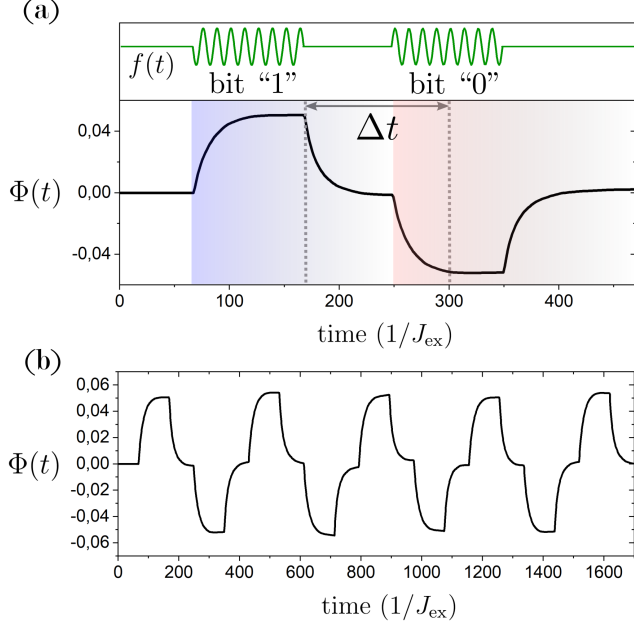 (a)
f(t)
bit “1”
bit “0”
Δt
0,04
0,00
-0,04
Φ(t)
0 100 200 300 400
time (1/J_ex)
(b)
0,06
0,04
0,02
0,00
-0,02
-0,04
-0,06
Φ(t)
0 200 400 600 800 1000 1200 1400 1600
time (1/J_ex)